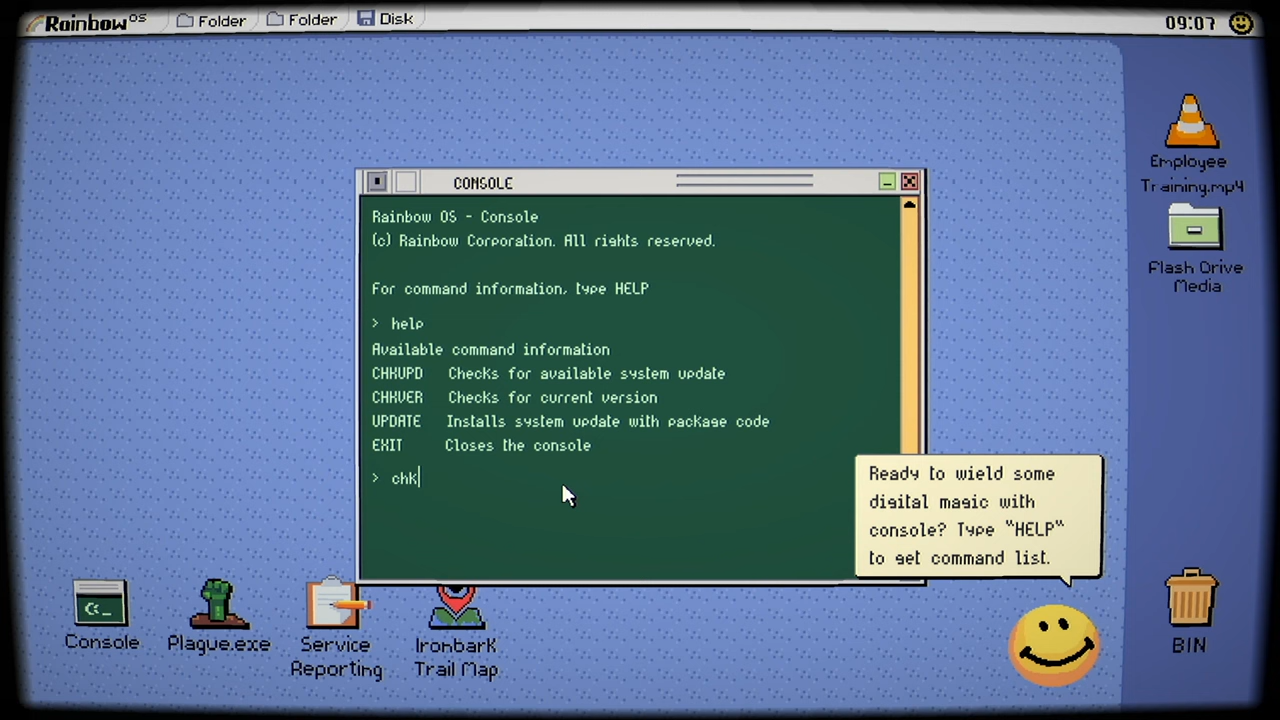 RainbowOS
Folder
Folder
Disk
09:07
Employee
Training.mp4
Flash Drive
Media
CONSOLE
Rainbow OS - Console
(c) Rainbow Corporation. All rights reserved.
For command information, type HELP
> help
Available command information
CHKUPD Checks for available system update
CHKVER Checks for current version
UPDATE Installs system update with package code
EXIT Closes the console
> chk
Ready to wield some
digital magic with
console? Type "HELP"
to get command list.
Console
Plague.exe
Service
Reporting
Ironbark
Trail Map
BIN